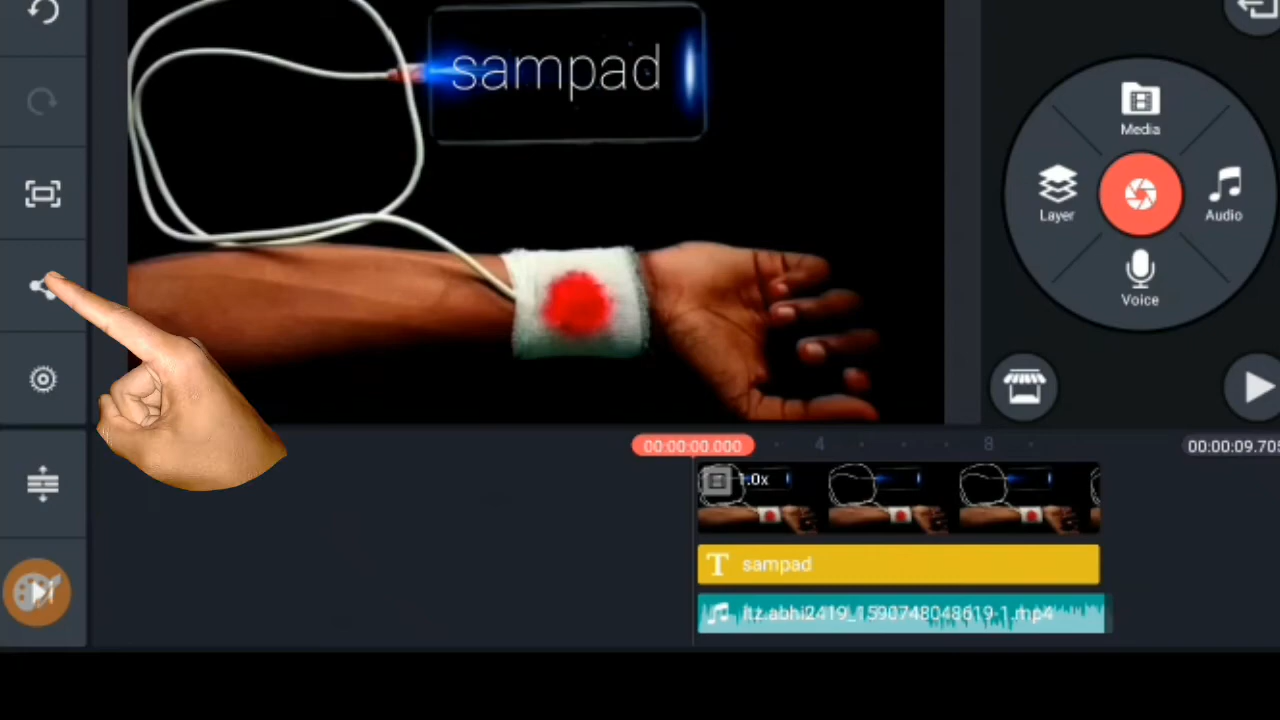 sampad
Media
Layer
Audio
Voice
00:00:00.000
4
8
00:00:09.705
1.0x
T sampad
itz.abhi2419_1590748048619-1.mp4